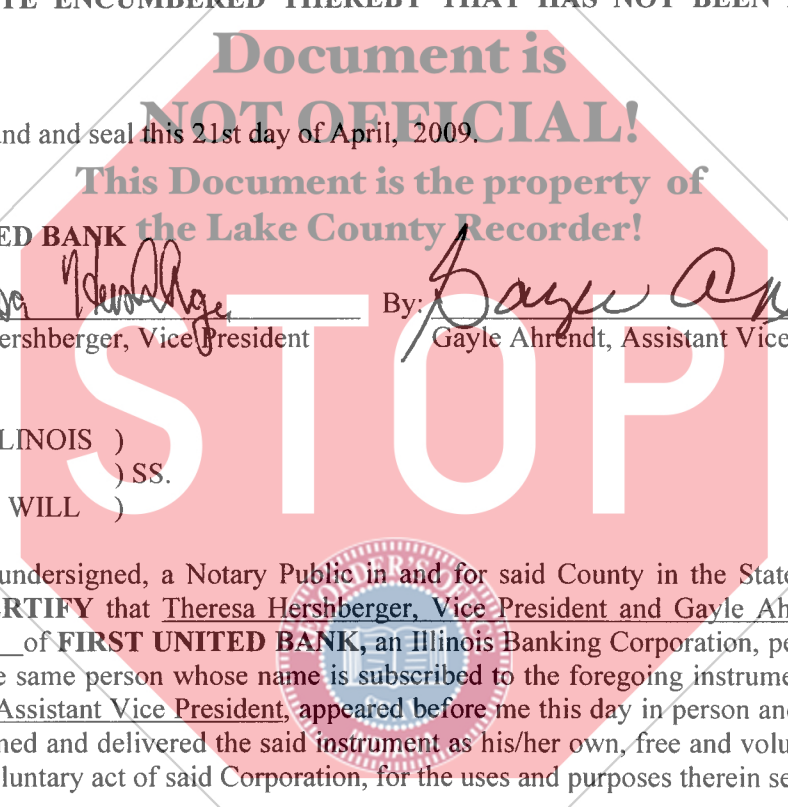 TE ENCUMBERED THEREBY THAT HAS NOT BEEN
Document is
NOT OFFICIAL!
and and seal this 21st day of April, 2009.
This Document is the property of
the Lake County Recorder!
ED BANK
By:
ershberger, Vice President
Gayle Ahrendt, Assistant Vice
STOP
LINOIS )
) SS.
WILL )
undersigned, a Notary Public in and for said County in the State
ERTIFY that Theresa Hershberger, Vice President and Gayle Ah
of FIRST UNITED BANK, an Illinois Banking Corporation, pe
e same person whose name is subscribed to the foregoing instrume
Assistant Vice President, appeared before me this day in person and
ned and delivered the said instrument as his/her own, free and volu
oluntary act of said Corporation, for the uses and purposes therein se